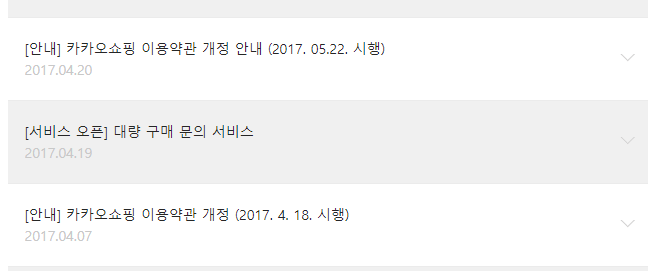 [안내] 카카오쇼핑 이용약관 개정 안내 (2017. 05.22. 시행)
2017.04.20
[서비스 오픈] 대량 구매 문의 서비스
2017.04.19
[안내] 카카오쇼핑 이용약관 개정 (2017. 4. 18. 시행)
2017.04.07